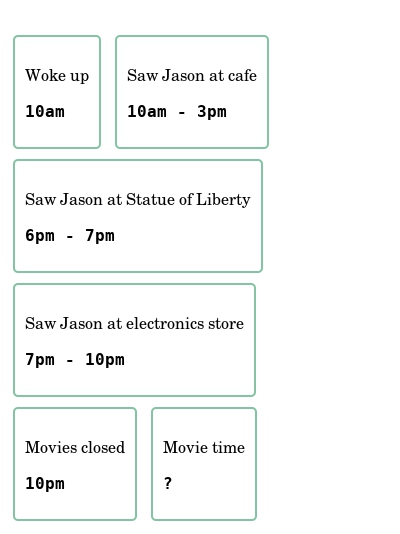 Woke up
10am
Saw Jason at cafe
10am - 3pm
Saw Jason at Statue of Liberty
6pm - 7pm
Saw Jason at electronics store
7pm - 10pm
Movies closed
10pm
Movie time
?